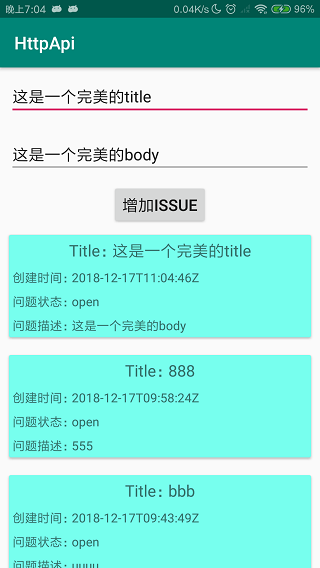 晚上7:04 0.04K/s 96%
HttpApi
这是一个完美的title
这是一个完美的body
增加ISSUE
Title: 这是一个完美的title
创建时间: 2018-12-17T11:04:46Z
问题状态: open
问题描述: 这是一个完美的body
Title: 888
创建时间: 2018-12-17T09:58:24Z
问题状态: open
问题描述: 555
Title: bbb
创建时间: 2018-12-17T09:43:49Z
问题状态: open
问题描述: